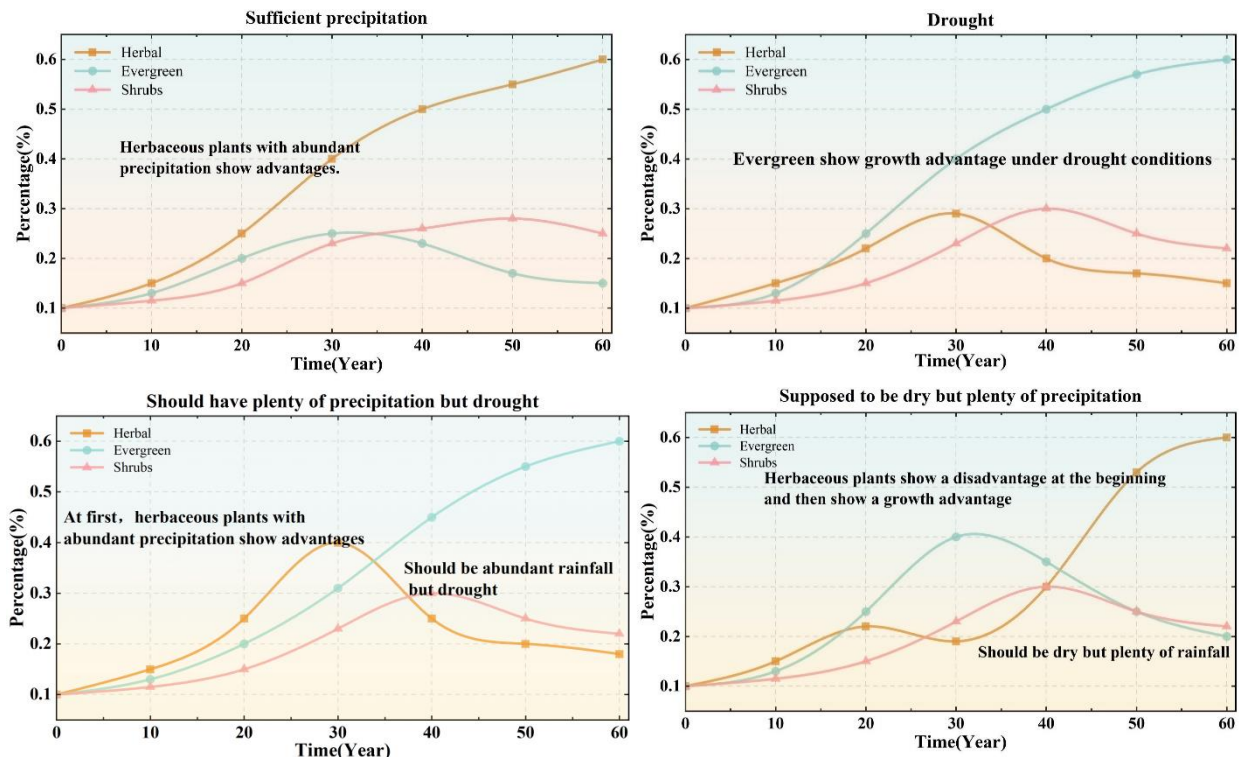 Sufficient precipitation
Herbal
Evergreen
Shrubs
Herbaceous plants with abundant
precipitation show advantages.
Percentage(%)
0.6
0.5
0.4
0.3
0.2
0.1
0 10 20 30 40 50 60
Time(Year)
Drought
Herbal
Evergreen
Shrubs
Evergreen show growth advantage under drought conditions
Percentage(%)
0.6
0.5
0.4
0.3
0.2
0.1
0 10 20 30 40 50 60
Time(Year)
Should have plenty of precipitation but drought
Herbal
Evergreen
Shrubs
At first，herbaceous plants with
abundant precipitation show advantages
Should be abundant rainfall
but drought
Percentage(%)
0.6
0.5
0.4
0.3
0.2
0.1
0 10 20 30 40 50 60
Time(Year)
Supposed to be dry but plenty of precipitation
Herbal
Evergreen
Shrubs
Herbaceous plants show a disadvantage at the beginning
and then show a growth advantage
Should be dry but plenty of rainfall
Percentage(%)
0.6
0.5
0.4
0.3
0.2
0.1
0 10 20 30 40 50 60
Time(Year)